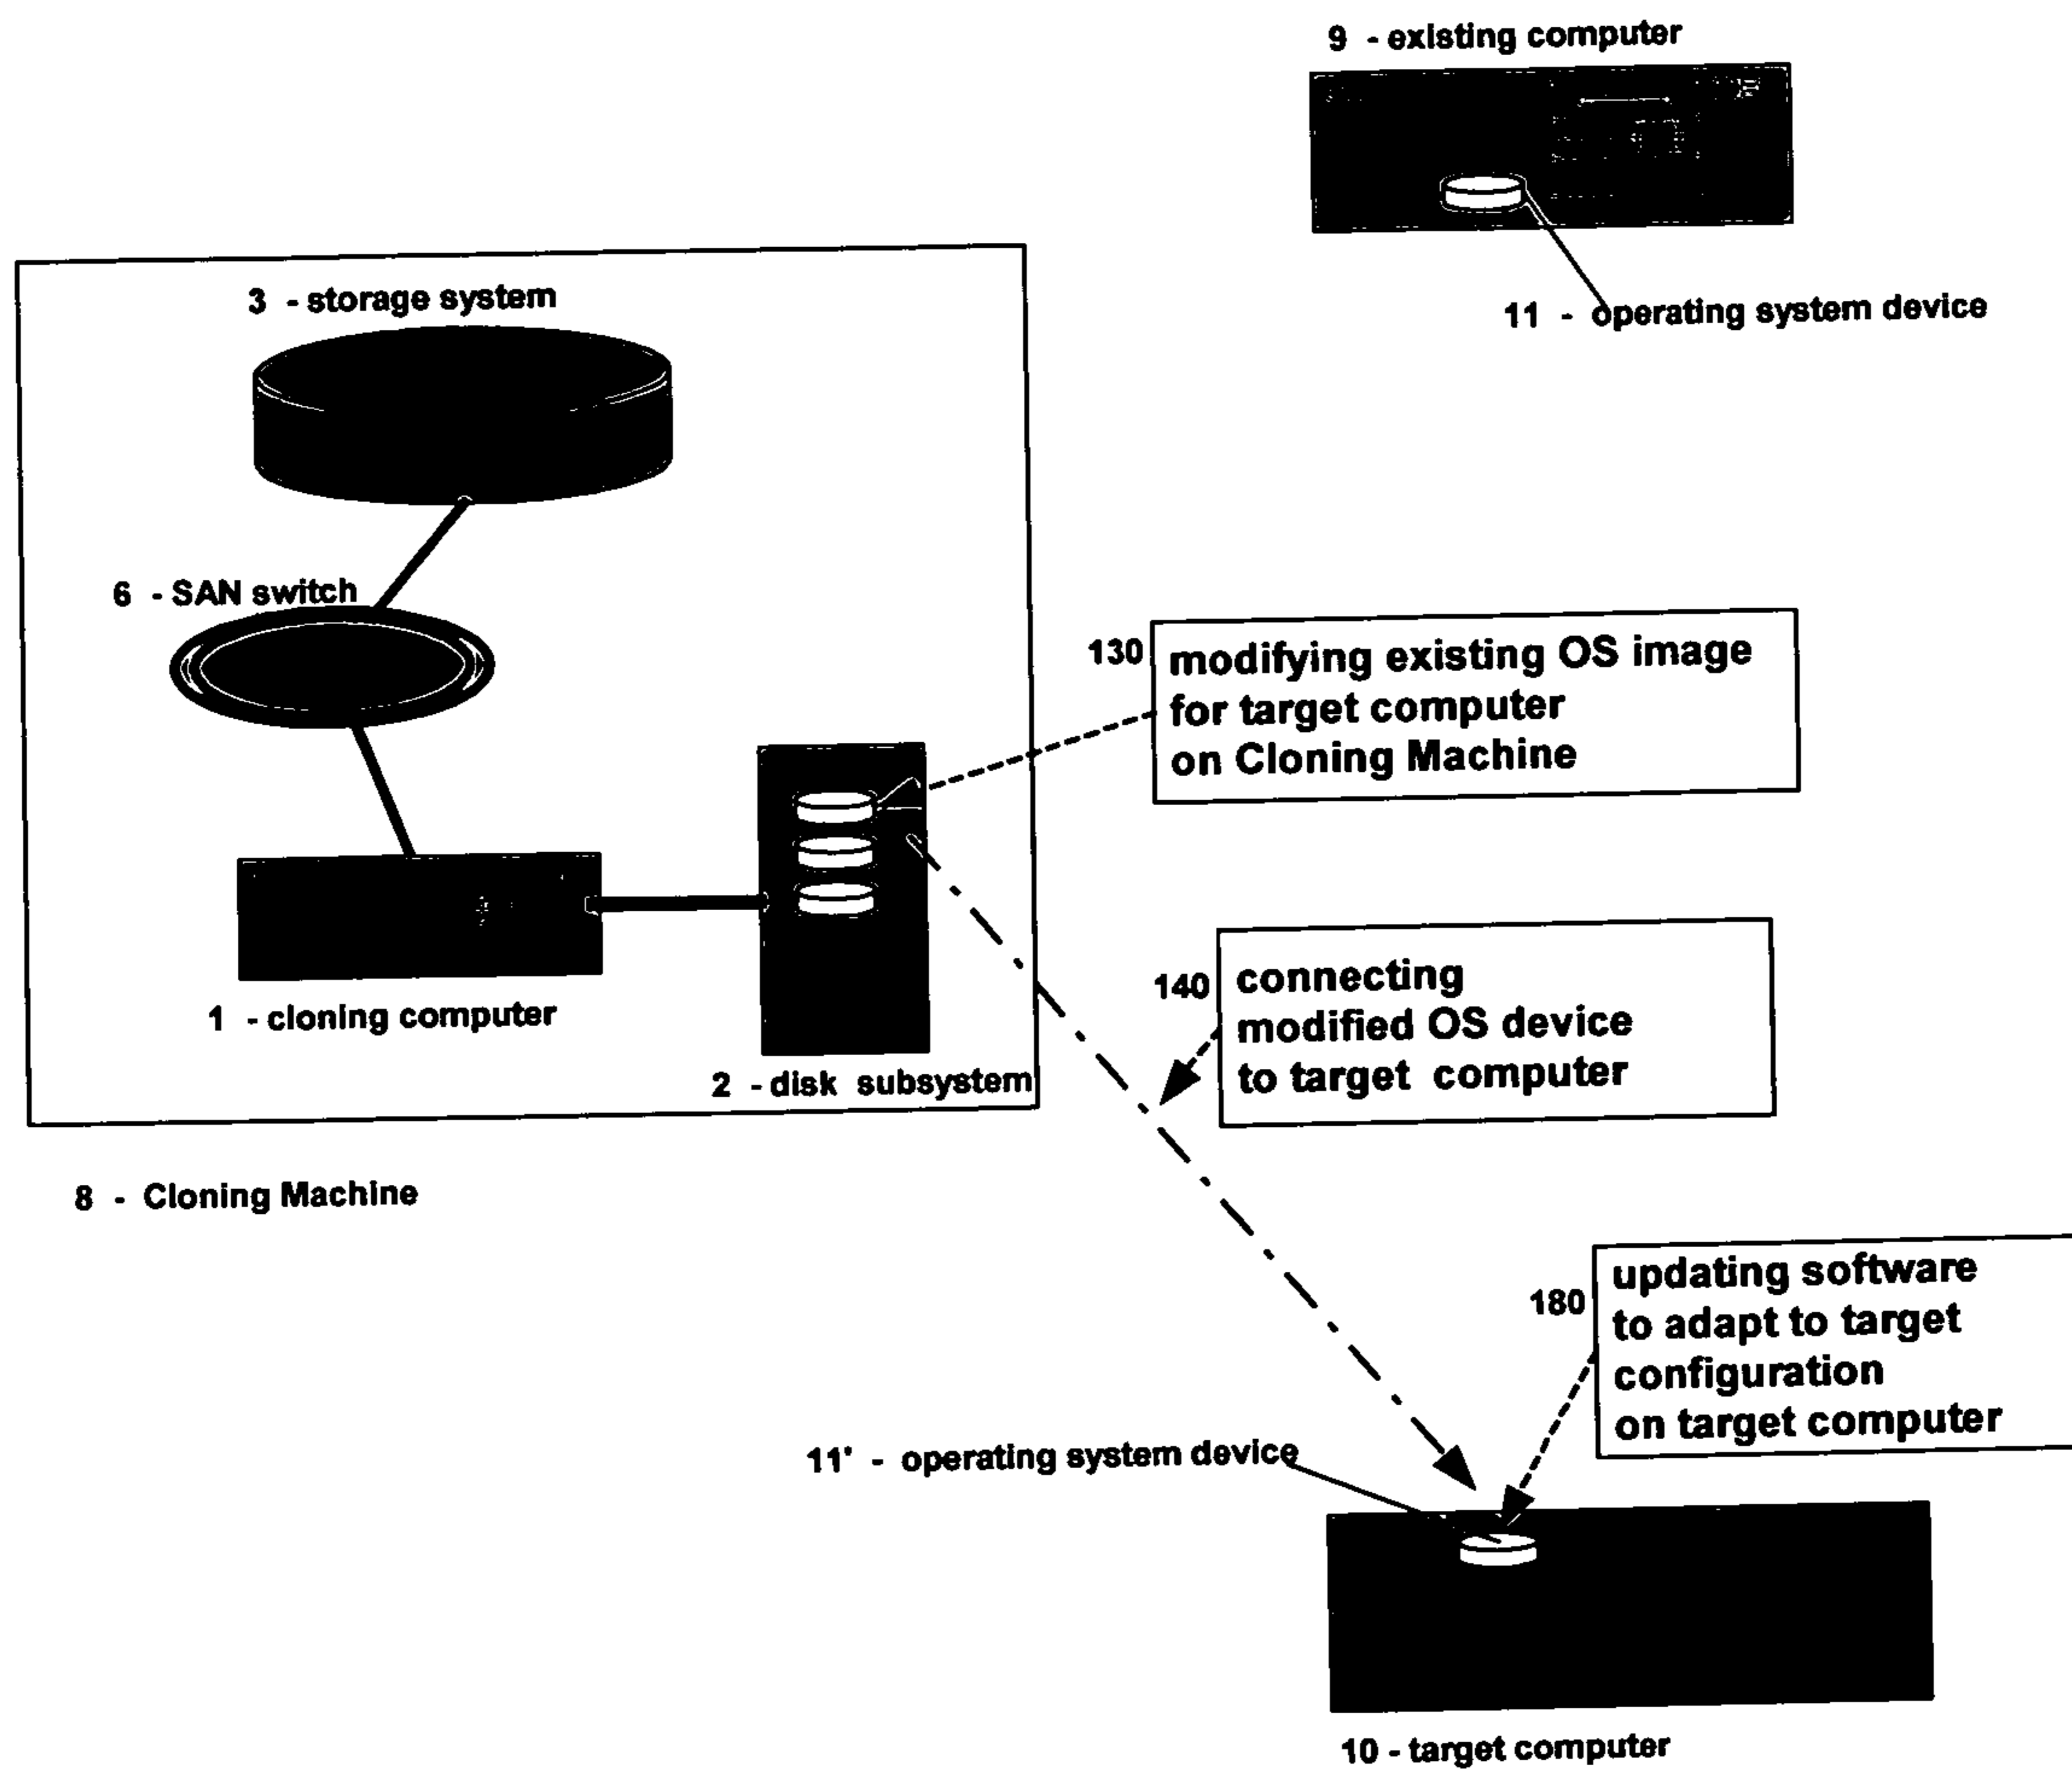 9 - existing computer
11 - operating system device
3 - storage system
6 - SAN switch
130
modifying existing OS image
for target computer
on Cloning Machine
1 - cloning computer
2 - disk subsystem
140
connecting
modified OS device
to target computer
8 - Cloning Machine
180
updating software
to adapt to target
configuration
on target computer
11' - operating system device
10 - target computer